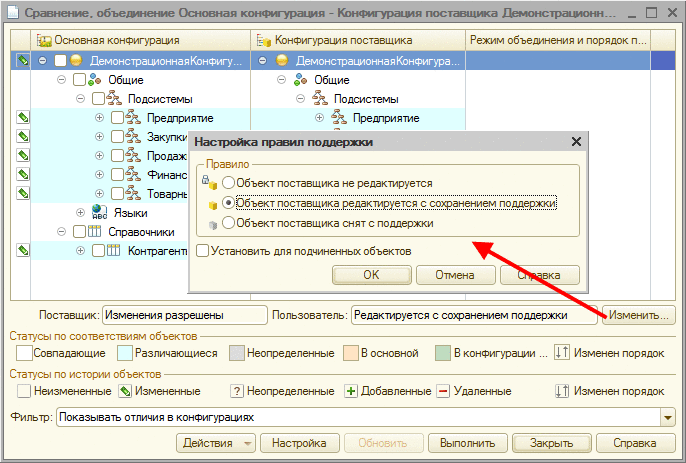 Сравнение, объединение Основная конфигурация - Конфигурация поставщика Демонстрационн...
Основная конфигурация
Конфигурация поставщика
Режим объединения и порядок п...
ДемонстрационнаяКонфигу...
ДемонстрационнаяКонфигура...
Общие
Общие
Подсистемы
Подсистемы
Предприятие
Предприятие
Закупки
Продаж
Финанс
Товарны
Языки
Справочники
Контрагент
Настройка правил поддержки
Правило
Объект поставщика не редактируется
Объект поставщика редактируется с сохранением поддержки
Объект поставщика снят с поддержки
Установить для подчиненных объектов
OK
Отмена
Справка
Поставщик:
Изменения разрешены
Пользователь:
Редактируется с сохранением поддержки
Изменить...
Статусы по соответствиям объектов
Совпадающие
Различающиеся
Неопределенные
В основной
В конфигурации ...
Изменен порядок
Статусы по истории объектов
Неизмененные
Измененные
? Неопределенные
Добавленные
Удаленные
Изменен порядок
Фильтр:
Показывать отличия в конфигурациях
Действия
Настройка
Обновить
Выполнить
Закрыть
Справка